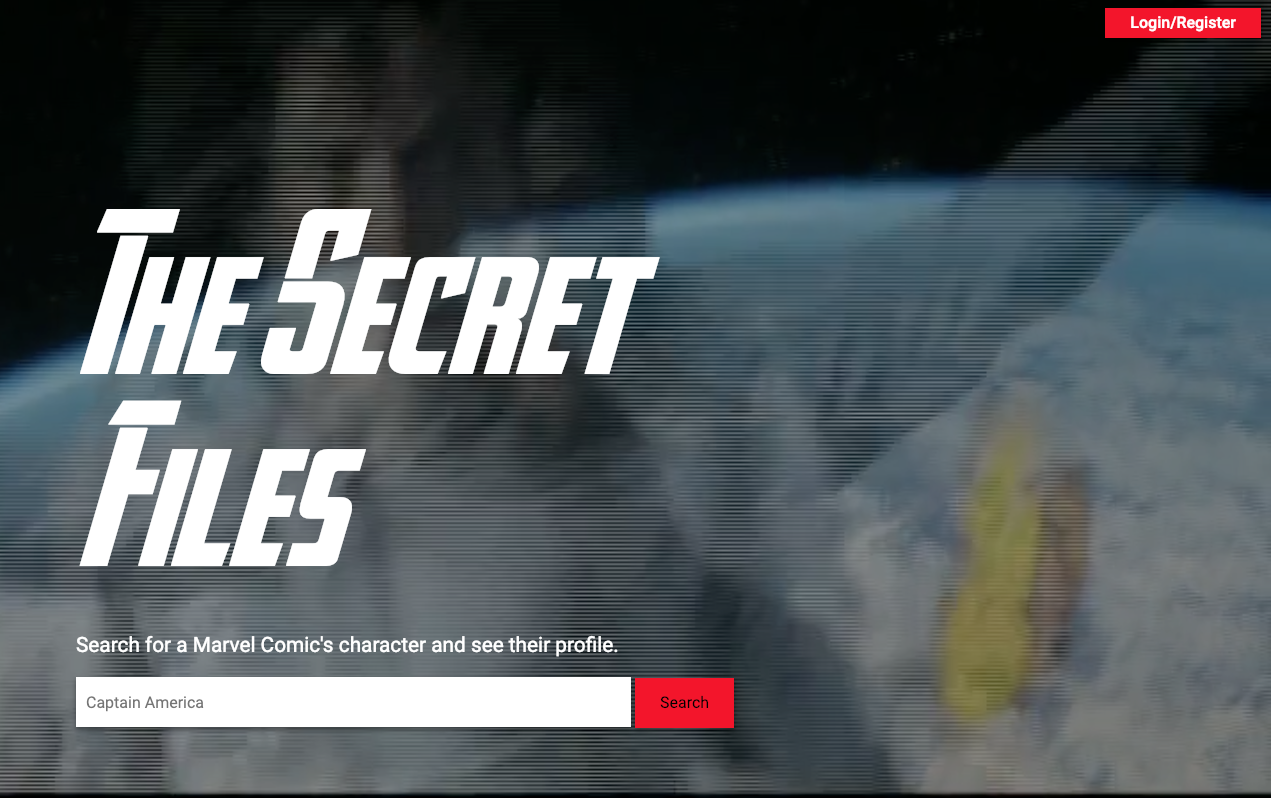 Login/Register
The Secret
Files
Search for a Marvel Comic's character and see their profile.
Captain America
Search